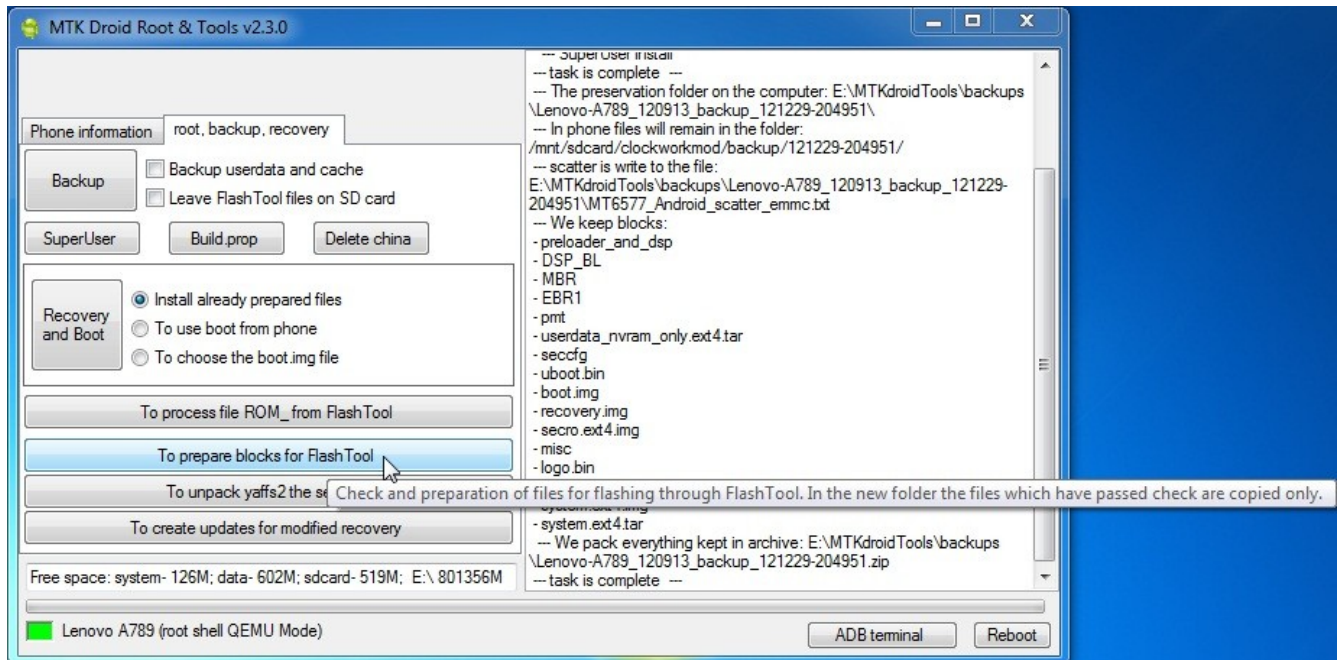 MTK Droid Root & Tools v2.3.0
Phone information
root, backup, recovery
Backup
Backup userdata and cache
Leave FlashTool files on SD card
SuperUser
Build.prop
Delete china
Recovery
and Boot
Install already prepared files
To use boot from phone
To choose the boot.img file
To process file ROM_ from FlashTool
To prepare blocks for FlashTool
To unpack yaffs2 the se
Check and preparation of files for flashing through FlashTool. In the new folder the files which have passed check are copied only.
To create updates for modified recovery
Free space: system- 126M; data- 602M; sdcard- 519M; E:\ 801356M
Lenovo A789 (root shell QEMU Mode)
--- SuperUser install
--- task is complete ---
--- The preservation folder on the computer: E:\MTKdroidTools\backups
\Lenovo-A789_120913_backup_121229-204951\
--- In phone files will remain in the folder:
/mnt/sdcard/clockworkmod/backup/121229-204951/
--- scatter is write to the file:
E:\MTKdroidTools\backups\Lenovo-A789_120913_backup_121229-
204951\MT6577_Android_scatter_emmc.txt
--- We keep blocks:
- preloader_and_dsp
- DSP_BL
- MBR
- EBR1
- pmt
- userdata_nvram_only.ext4.tar
- seccfg
- uboot.bin
- boot.img
- recovery.img
- secro.ext4.img
- misc
- logo.bin
- system.ext4.img
- system.ext4.tar
--- We pack everything kept in archive: E:\MTKdroidTools\backups
\Lenovo-A789_120913_backup_121229-204951.zip
--- task is complete ---
ADB terminal
Reboot